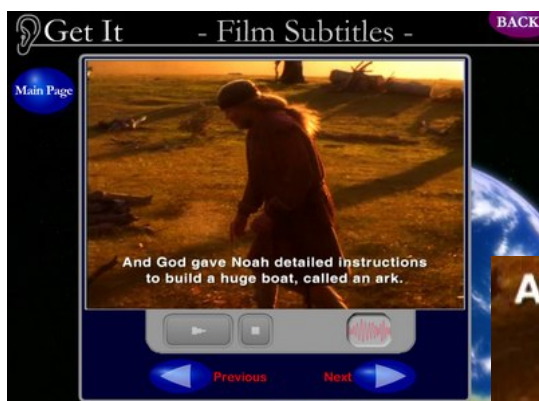 Get It - Film Subtitles -
BACK
Main Page
And God gave Noah detailed instructions
to build a huge boat, called an ark.
Previous Next
A